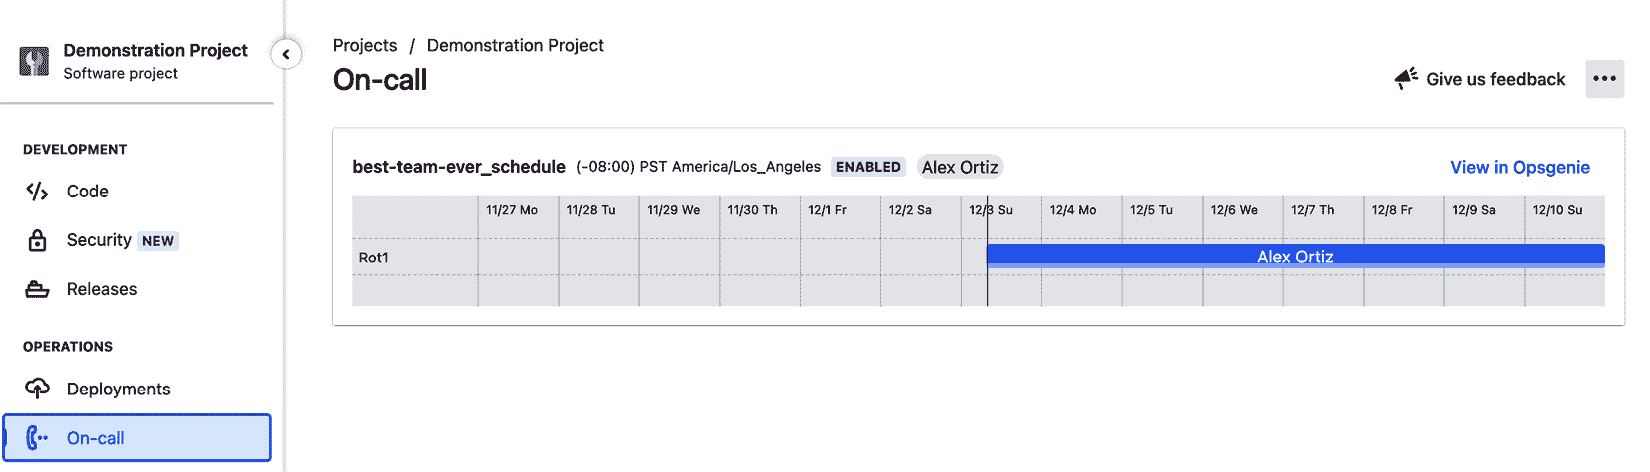 Demonstration Project
Software project
DEVELOPMENT
Code
Security NEW
Releases
OPERATIONS
Deployments
On-call
Projects / Demonstration Project
On-call
Give us feedback
best-team-ever_schedule (-08:00) PST America/Los_Angeles ENABLED Alex Ortiz View in Opsgenie
11/27 Mo 11/28 Tu 11/29 We 11/30 Th 12/1 Fr 12/2 Sa 12/3 Su 12/4 Mo 12/5 Tu 12/6 We 12/7 Th 12/8 Fr 12/9 Sa 12/10 Su
Rot1 Alex Ortiz